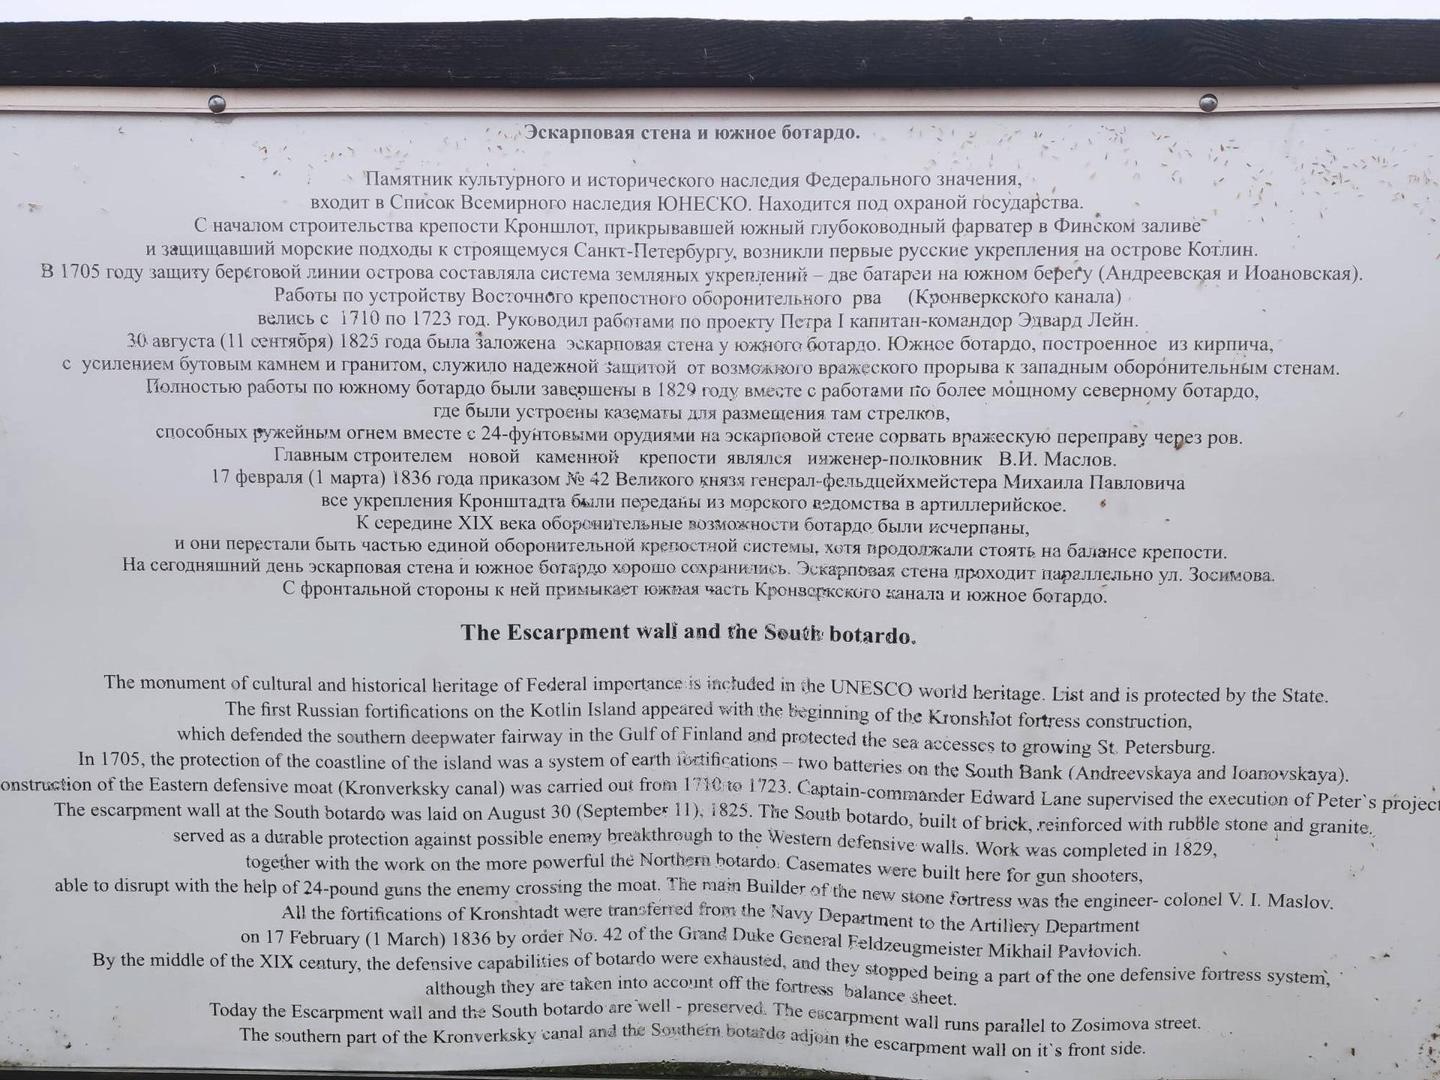 Эскарповая стена и южное ботардо.
Памятник культурного и исторического наследия Федерального значения,
входит в Список Всемирного наследия ЮНЕСКО. Находится под охраной государства.
С началом строительства крепости Кроншлот, прикрывавшей южный глубоководный фарватер в Финском заливе
и защищавший морские подходы к строящемуся Санкт-Петербургу, возникли первые русские укрепления на острове Котлин.
В 1705 году защиту береговой линии острова составляла система земляных укреплений – две батареи на южном берегу (Андреевская и Иоановская).
Работы по устройству Восточного крепостного оборонительного рва (Кронверкского канала)
велись с 1710 по 1723 год. Руководил работами по проекту Петра I капитан-командор Эдвард Лейн.
30 августа (11 сентября) 1825 года была заложена эскарповая стена у южного ботардо. Южное ботардо, построенное из кирпича,
с усилением бутовым камнем и гранитом, служило надежной защитой от возможного вражеского прорыва к западным оборонительным стенам.
Полностью работы по южному ботардо были завершены в 1829 году вместе с работами по более мощному северному ботардо,
где были устроены казематы для размещения там стрелков,
способных ружейным огнем вместе с 24-фунтовыми орудиями на эскарповой стене сорвать вражескую переправу через ров.
Главным строителем новой каменной крепости являлся инженер-полковник В.И. Маслов.
17 февраля (1 марта) 1836 года приказом № 42 Великого князя генерал-фельдцейхмейстера Михаила Павловича
все укрепления Кронштадта были переданы из морского ведомства в артиллерийское.
К середине XIX века оборонительные возможности ботардо были исчерпаны,
и они перестали быть частью единой оборонительной крепостной системы, хотя продолжали стоять на балансе крепости.
На сегодняшний день эскарповая стена и южное ботардо хорошо сохранились. Эскарповая стена проходит параллельно ул. Зосимова.
С фронтальной стороны к ней примыкает южная часть Кронверкского канала и южное ботардо.
The Escarpment wall and the South botardo.
The monument of cultural and historical heritage of Federal importance is included in the UNESCO world heritage. List and is protected by the State.
The first Russian fortifications on the Kotlin Island appeared with the beginning of the Kronshlot fortress construction,
which defended the southern deepwater fairway in the Gulf of Finland and protected the sea accesses to growing St. Petersburg.
In 1705, the protection of the coastline of the island was a system of earth fortifications – two batteries on the South Bank (Andreevskaya and Ioanovskaya).
onstruction of the Eastern defensive moat (Kronverksky canal) was carried out from 1710 to 1723. Captain-commander Edward Lane supervised the execution of Peter`s project
The escarpment wall at the South botardo was laid on August 30 (September 11), 1825. The South botardo, built of brick, reinforced with rubble stone and granite.
served as a durable protection against possible enemy breakthrough to the Western defensive walls. Work was completed in 1829,
together with the work on the more powerful the Northern botardo. Casemates were built here for gun shooters,
able to disrupt with the help of 24-pound guns the enemy crossing the moat. The main Builder of the new stone fortress was the engineer- colonel V. I. Maslov.
All the fortifications of Kronshtadt were transferred from the Navy Department to the Artillery Department
on 17 February (1 March) 1836 by order No. 42 of the Grand Duke General Feldzeugmeister Mikhail Pavlovich.
By the middle of the XIX century, the defensive capabilities of botardo were exhausted, and they stopped being a part of the one defensive fortress system,
although they are taken into account off the fortress balance sheet.
Today the Escarpment wall and the South botardo are well - preserved. The escarpment wall runs parallel to Zosimova street.
The southern part of the Kronverksky canal and the Southern botardo adjoin the escarpment wall on it`s front side.